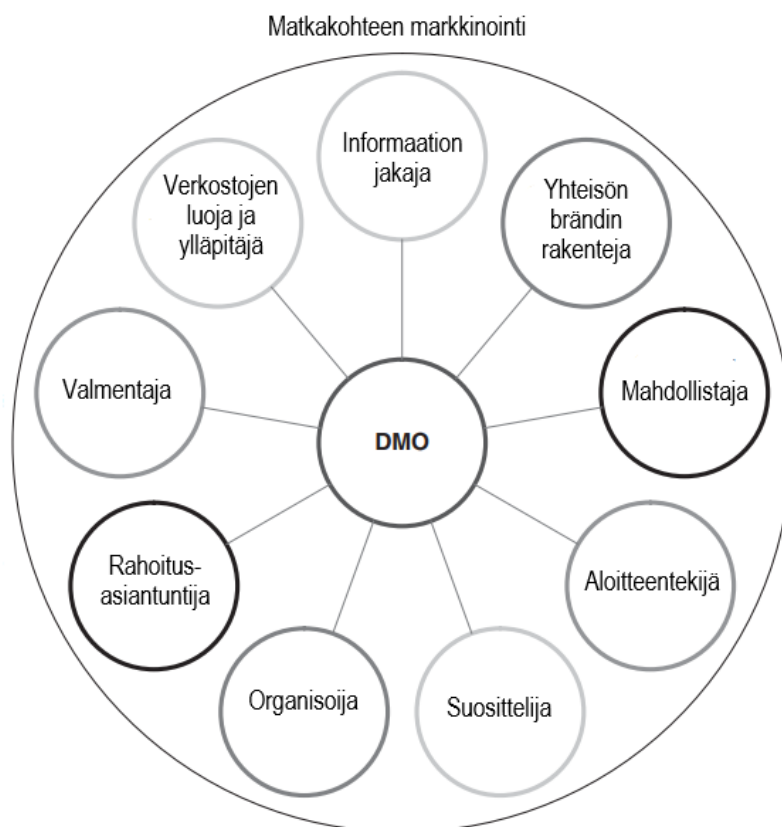 Matkakohteen markkinointi
Informaation
jakaja
Yhteisön
brändin
rakenteja
Mahdollistaja
Aloitteentekijä
Suosittelija
Organisoija
Rahoitus-
asiantuntija
Valmentaja
Verkostojen
luoja ja
ylläpitäjä
DMO